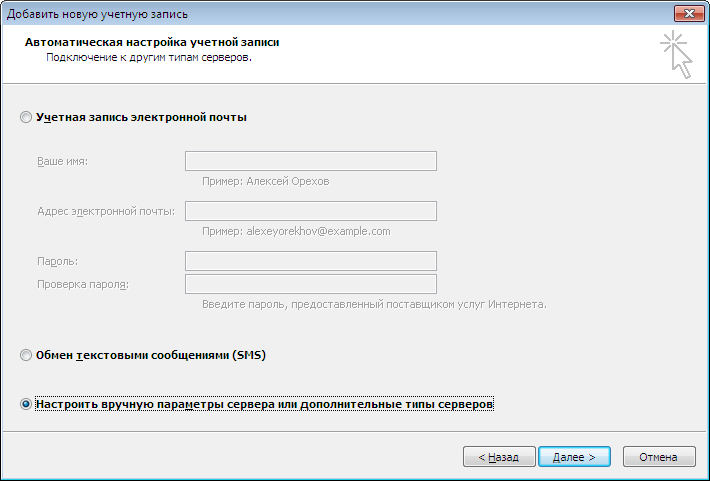 Добавить новую учетную запись
Автоматическая настройка учетной записи
Подключение к другим типам серверов.
Учетная запись электронной почты
Ваше имя:
Пример: Алексей Орехов
Адрес электронной почты:
Пример: alexeyorekhov@example.com
Пароль:
Проверка пароля:
Введите пароль, предоставленный поставщиком услуг Интернета.
Обмен текстовыми сообщениями (SMS)
Настроить вручную параметры сервера или дополнительные типы серверов
< Назад Далее > Отмена